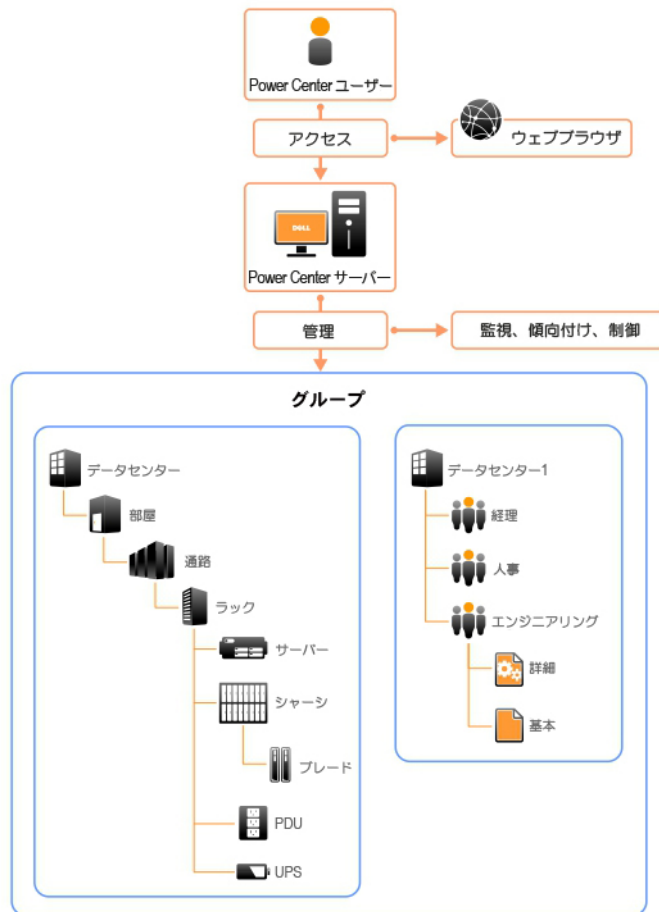 Power Center ユーザー
アクセス
ウェブブラウザ
DELL
Power Center サーバー
管理
監視、傾向付け、制御
グループ
データセンター
部屋
通路
ラック
サーバー
シャーシ
ブレード
PDU
UPS
データセンター1
経理
人事
エンジニアリング
詳細
基本